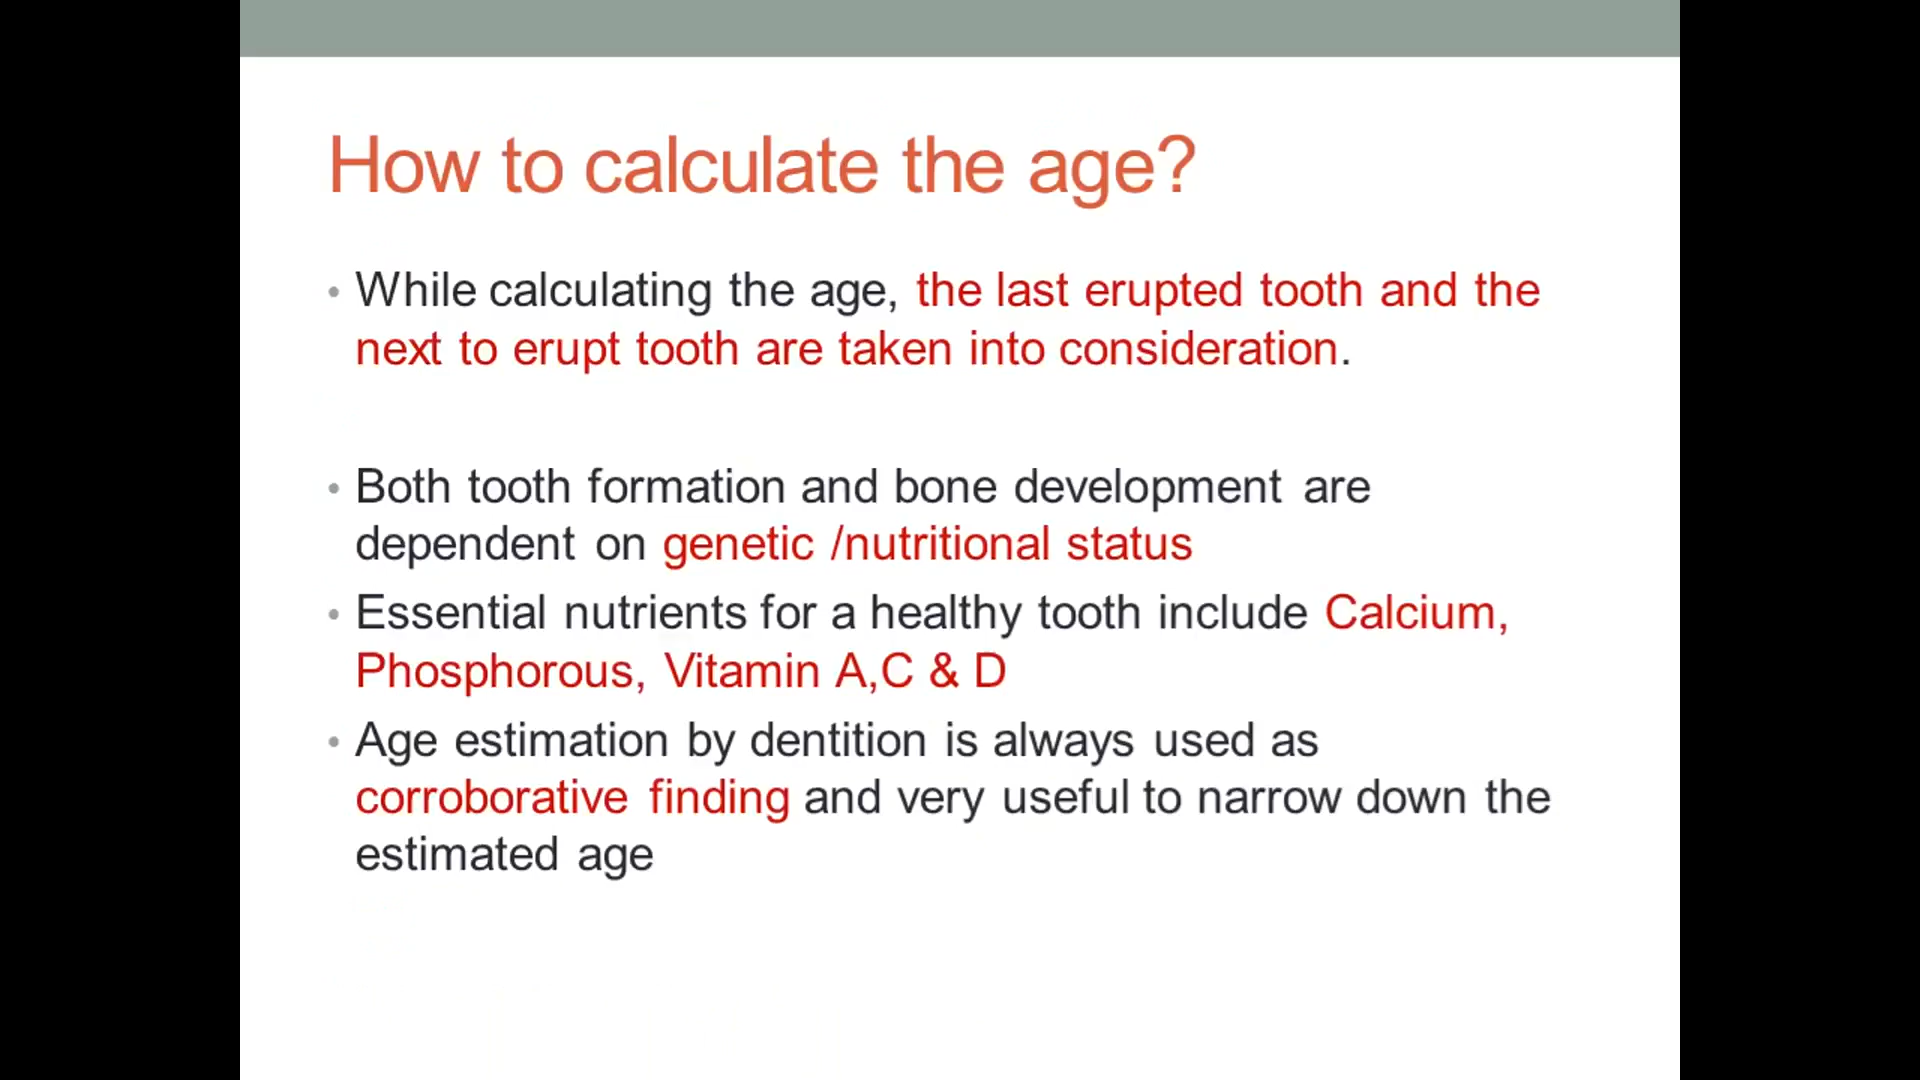 How to calculate the age?
• While calculating the age, the last erupted tooth and the
next to erupt tooth are taken into consideration.
• Both tooth formation and bone development are
dependent on genetic /nutritional status
• Essential nutrients for a healthy tooth include Calcium,
Phosphorous, Vitamin A,C & D
• Age estimation by dentition is always used as
corroborative finding and very useful to narrow down the
estimated age